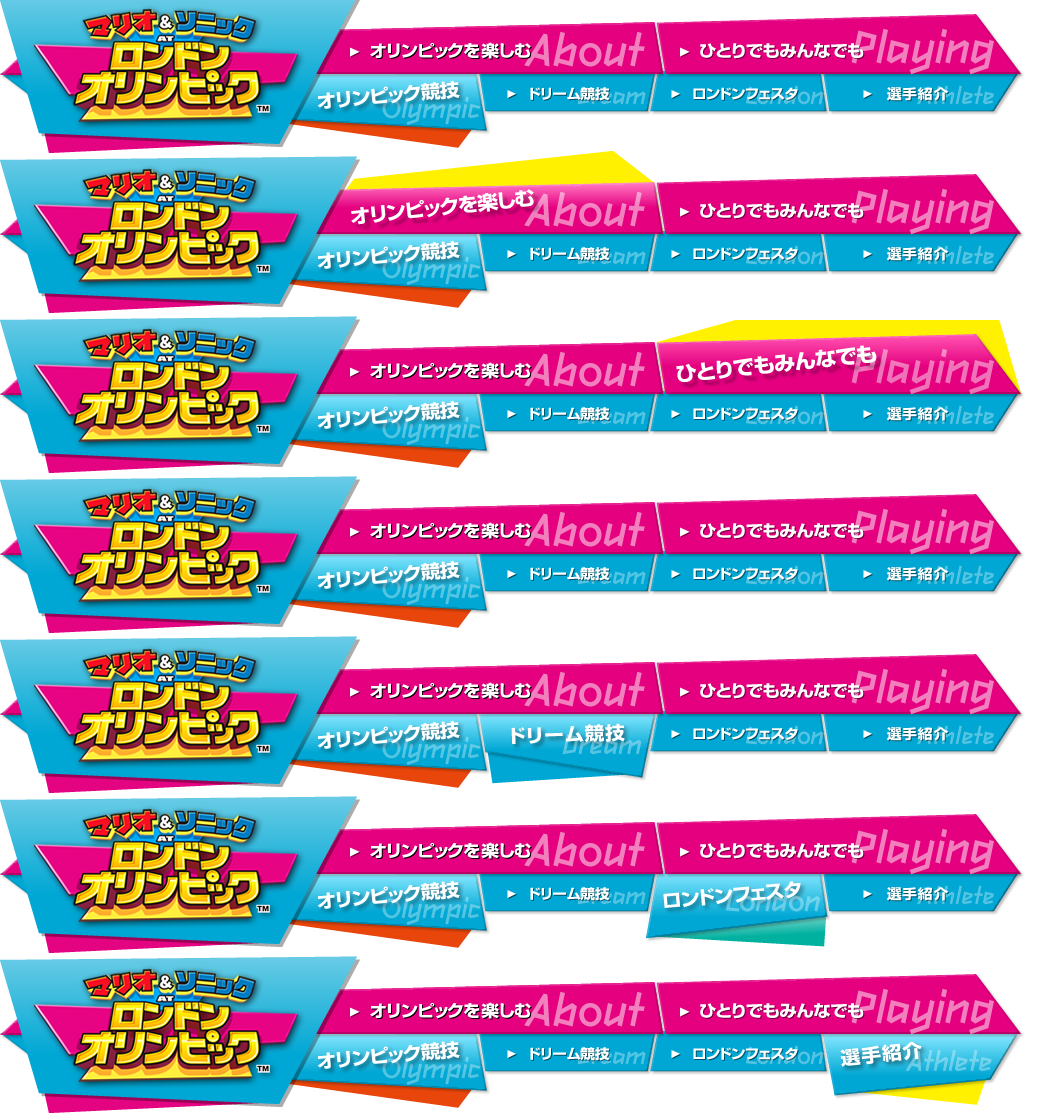 マリオ&ソニック
AT
ロンドン
オリンピック™
オリンピックを楽しむ About
ひとりでもみんなでも Playing
オリンピック競技 Olympic
ドリーム競技 Dream
ロンドンフェスタ London
選手紹介 Athlete
マリオ&ソニック
AT
ロンドン
オリンピック™
オリンピックを楽しむ About
ひとりでもみんなでも Playing
オリンピック競技 Olympic
ドリーム競技 Dream
ロンドンフェスタ London
選手紹介 Athlete
マリオ&ソニック
AT
ロンドン
オリンピック™
オリンピックを楽しむ About
ひとりでもみんなでも Playing
オリンピック競技 Olympic
ドリーム競技 Dream
ロンドンフェスタ London
選手紹介 Athlete
マリオ&ソニック
AT
ロンドン
オリンピック™
オリンピックを楽しむ About
ひとりでもみんなでも Playing
オリンピック競技 Olympic
ドリーム競技 Dream
ロンドンフェスタ London
選手紹介 Athlete
マリオ&ソニック
AT
ロンドン
オリンピック™
オリンピックを楽しむ About
ひとりでもみんなでも Playing
オリンピック競技 Olympic
ドリーム競技 Dream
ロンドンフェスタ London
選手紹介 Athlete
マリオ&ソニック
AT
ロンドン
オリンピック™
オリンピックを楽しむ About
ひとりでもみんなでも Playing
オリンピック競技 Olympic
ドリーム競技 Dream
ロンドンフェスタ London
選手紹介 Athlete
マリオ&ソニック
AT
ロンドン
オリンピック™
オリンピックを楽しむ About
ひとりでもみんなでも Playing
オリンピック競技 Olympic
ドリーム競技 Dream
ロンドンフェスタ London
選手紹介 Athlete